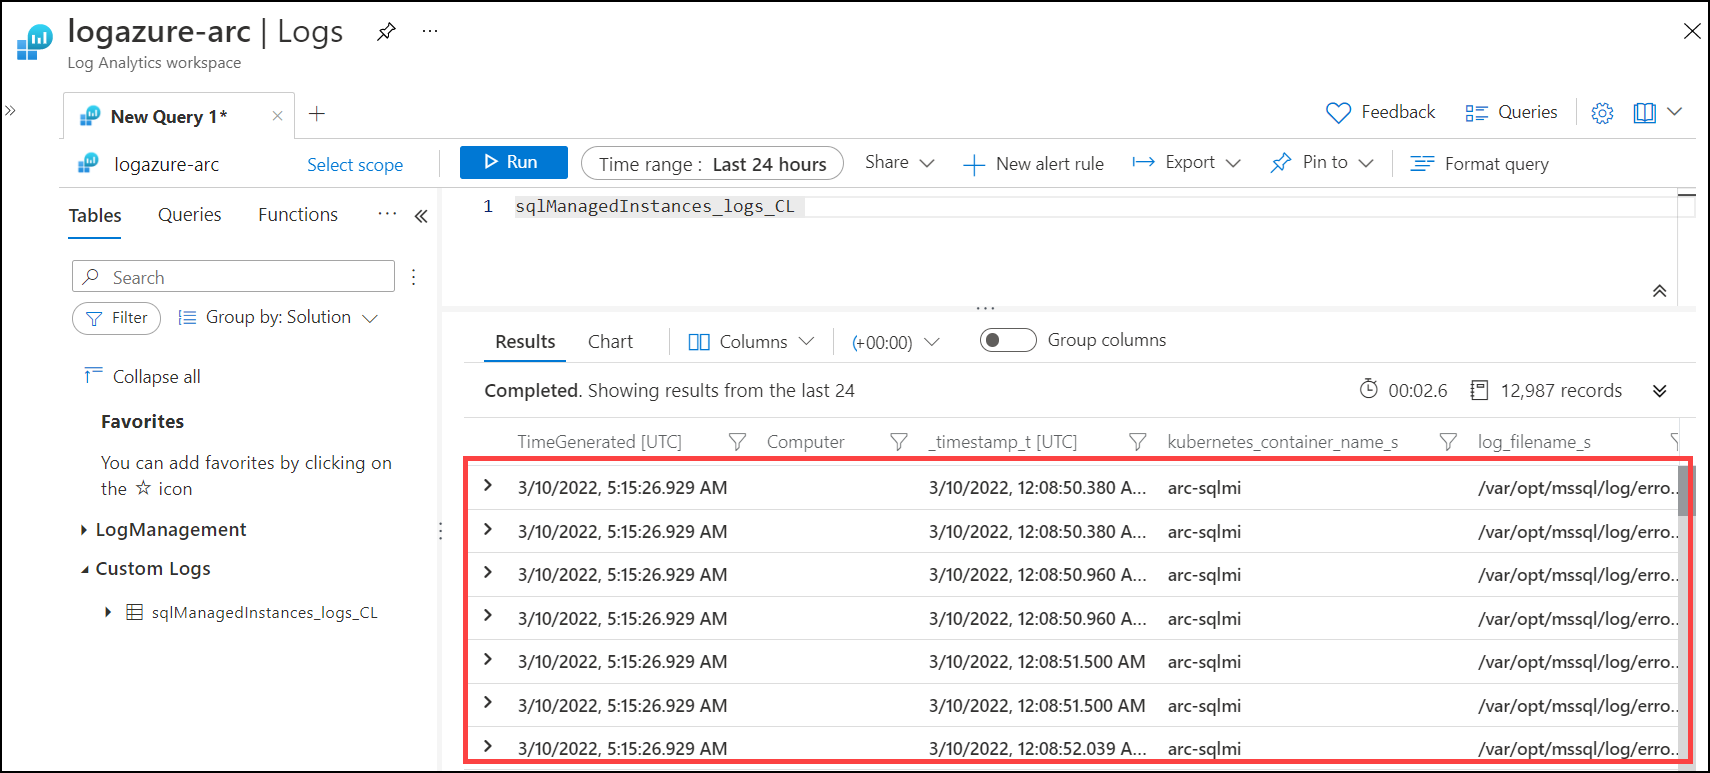 logazure-arc | Logs
Log Analytics workspace
New Query 1*
Feedback
Queries
logazure-arc
Select scope
Run
Time range : Last 24 hours
Share
New alert rule
Export
Pin to
Format query
Tables
Queries
Functions
1 sqlManagedInstances_logs_CL
Search
Filter
Group by: Solution
Collapse all
Favorites
You can add favorites by clicking on
the ☆ icon
LogManagement
Custom Logs
sqlManagedInstances_logs_CL
Results
Chart
Columns
(+00:00)
Group columns
Completed. Showing results from the last 24
00:02.6
12,987 records
TimeGenerated [UTC] Computer _timestamp_t [UTC] kubernetes_container_name_s log_filename_s
3/10/2022, 5:15:26.929 AM 3/10/2022, 12:08:50.380 A... arc-sqlmi /var/opt/mssql/log/erro...
3/10/2022, 5:15:26.929 AM 3/10/2022, 12:08:50.380 A... arc-sqlmi /var/opt/mssql/log/erro...
3/10/2022, 5:15:26.929 AM 3/10/2022, 12:08:50.960 A... arc-sqlmi /var/opt/mssql/log/erro...
3/10/2022, 5:15:26.929 AM 3/10/2022, 12:08:50.960 A... arc-sqlmi /var/opt/mssql/log/erro...
3/10/2022, 5:15:26.929 AM 3/10/2022, 12:08:51.500 AM arc-sqlmi /var/opt/mssql/log/erro...
3/10/2022, 5:15:26.929 AM 3/10/2022, 12:08:51.500 AM arc-sqlmi /var/opt/mssql/log/erro...
3/10/2022, 5:15:26.929 AM 3/10/2022, 12:08:52.039 A... arc-sqlmi /var/opt/mssql/log/erro...